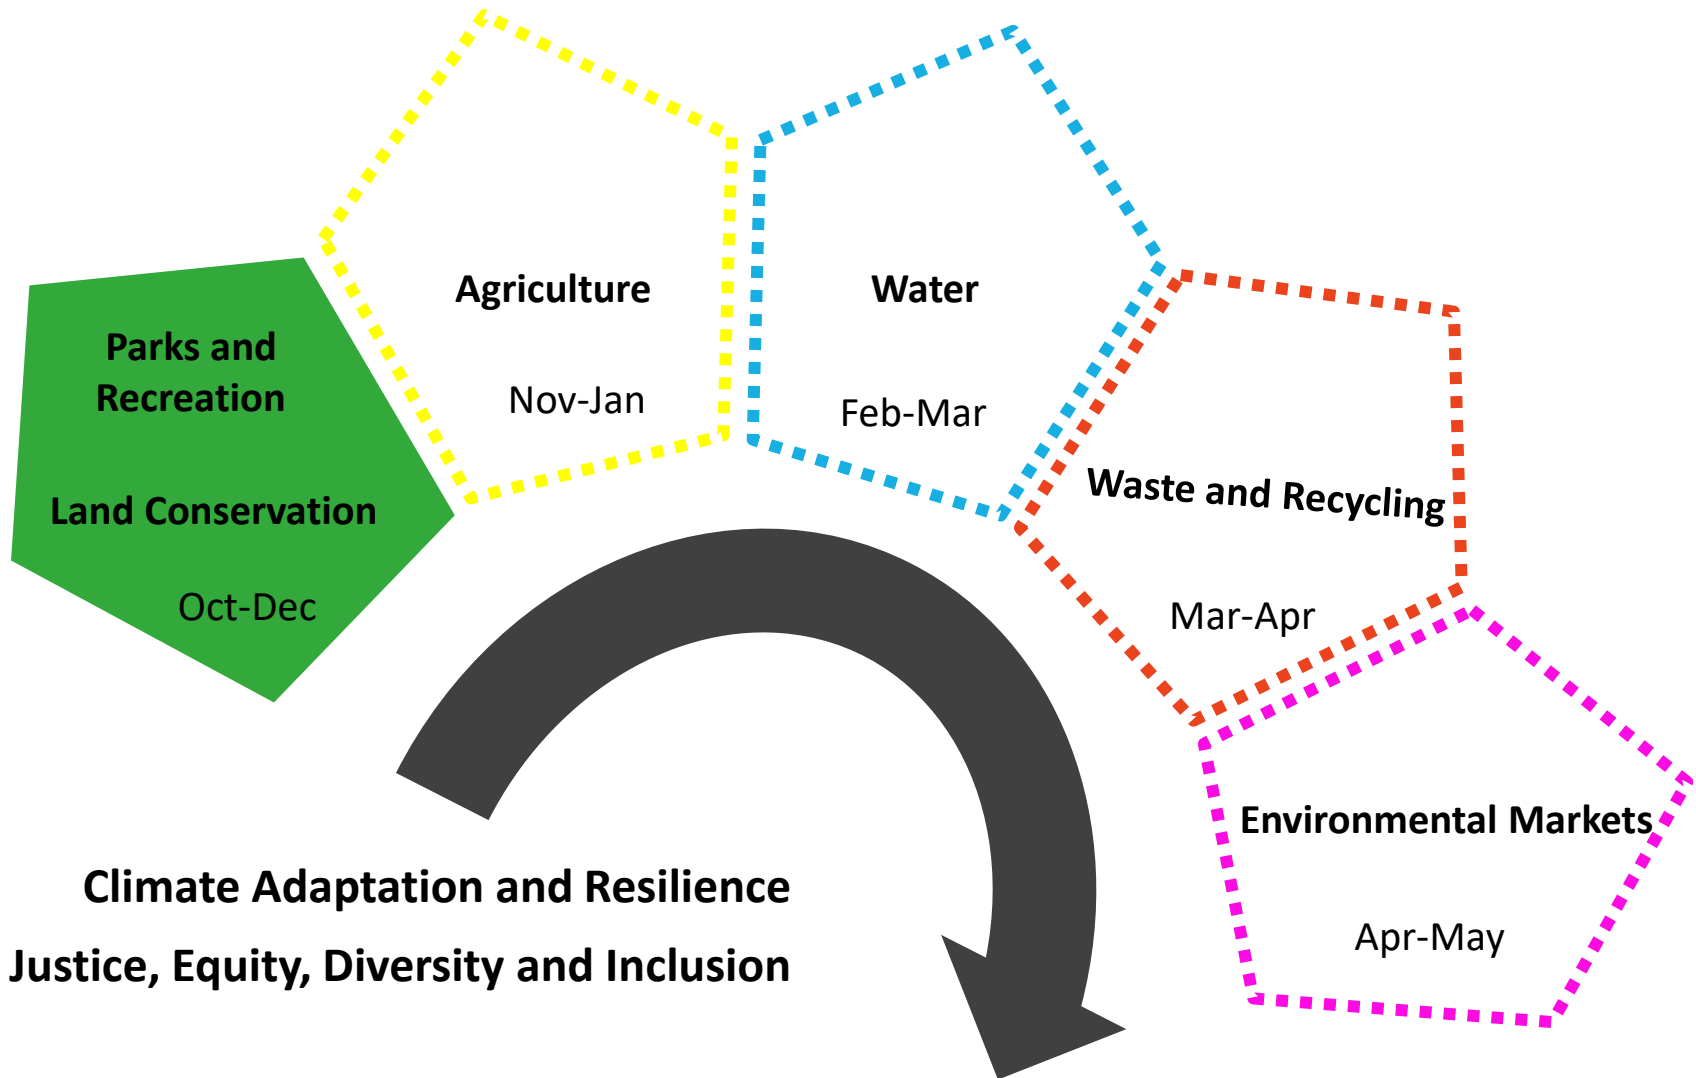 Parks and
Recreation
Land Conservation
Oct-Dec
Agriculture
Nov-Jan
Water
Feb-Mar
Waste and Recycling
Mar-Apr
Environmental Markets
Apr-May
Climate Adaptation and Resilience
Justice, Equity, Diversity and Inclusion